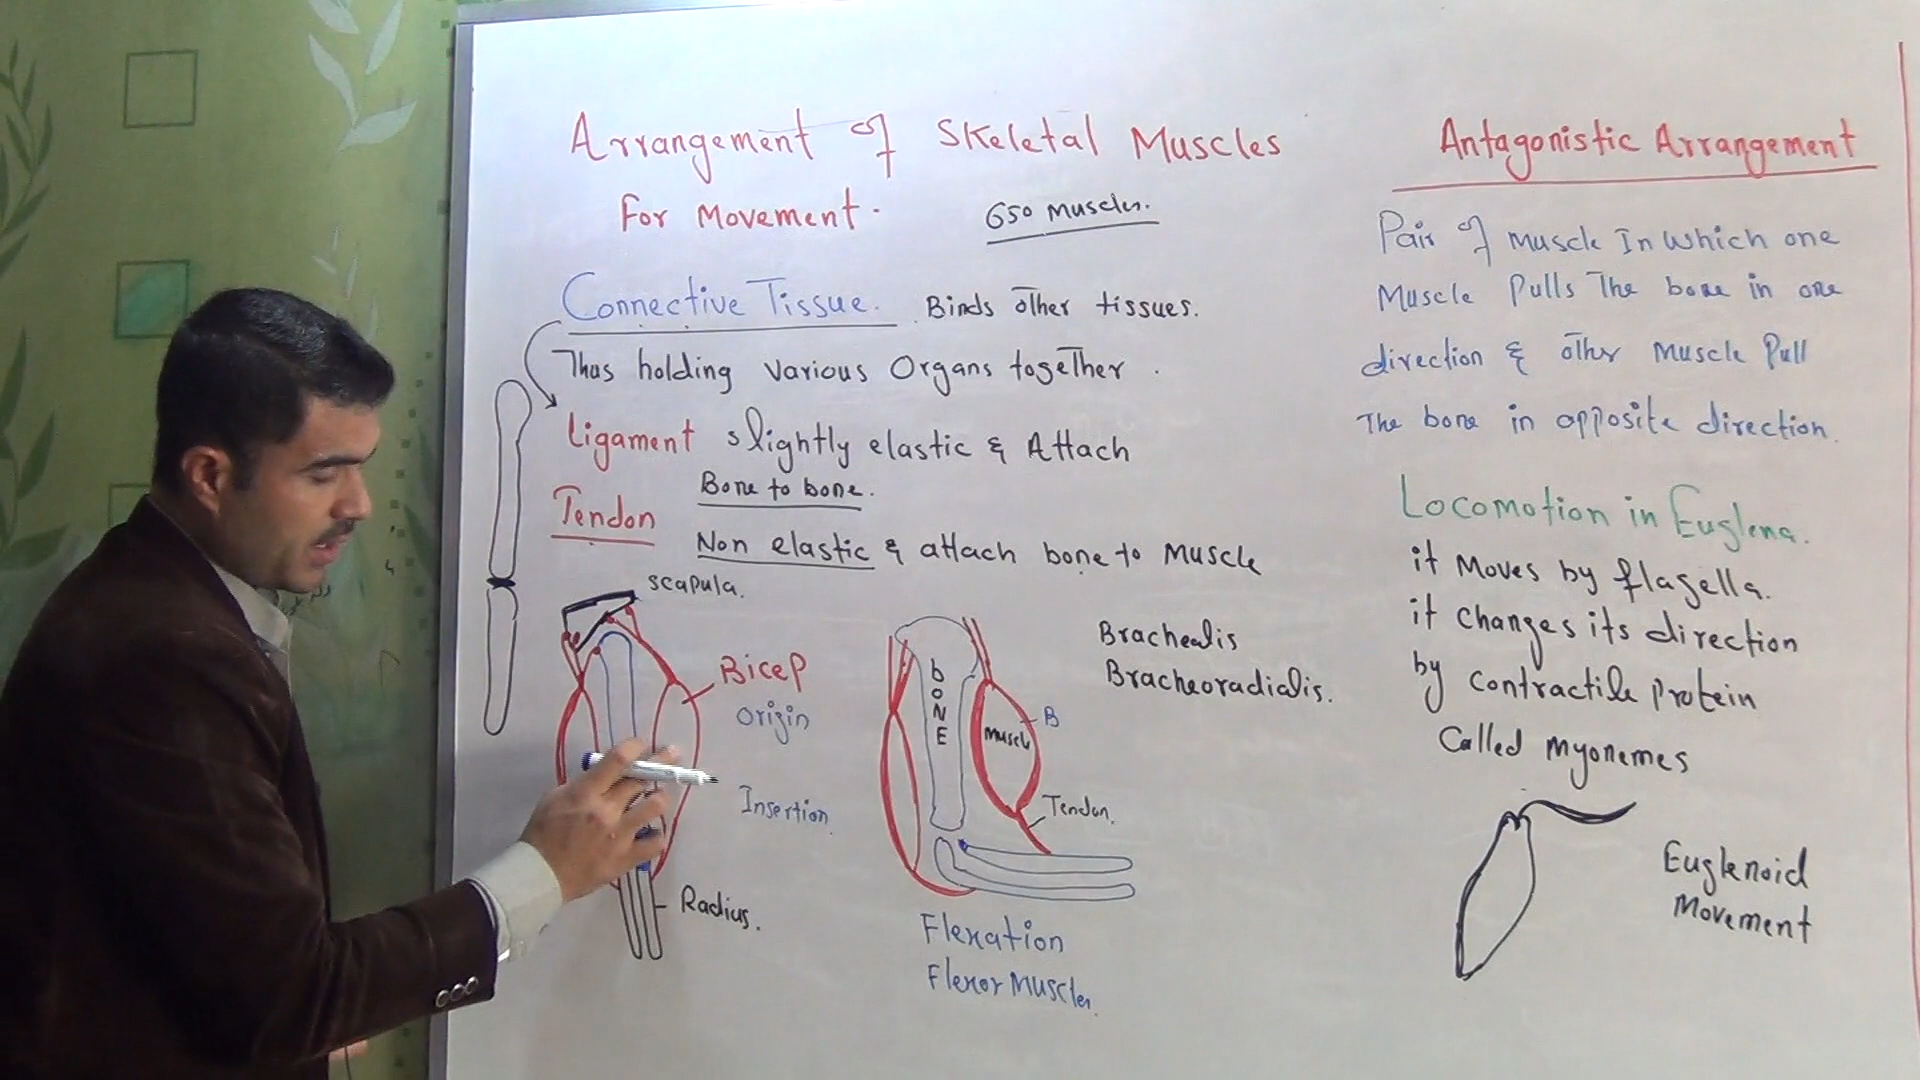 Arrangement of Skeletal Muscles
For Movement.
650 Muscles.
Connective Tissue. Binds other tissues.
Thus holding various Organs together.
Ligament slightly elastic & Attach
Bone to bone.
Tendon
Non elastic & attach bone to Muscle
Scapula.
Bicep
Origin
Insertion.
Radius.
BONE
Muscle
B
Tendon.
Brachealis
Bracheoradialis.
Flexation
Flexor Muscles
Antagonistic Arrangement
Pair of Muscle In which one
Muscle Pulls The bone in one
direction & other Muscle Pull
The bone in opposite direction.
Locomotion in Euglena.
it Moves by flagella.
it changes its direction
by contractile protein
Called Myonemes
Euglenoid
Movement